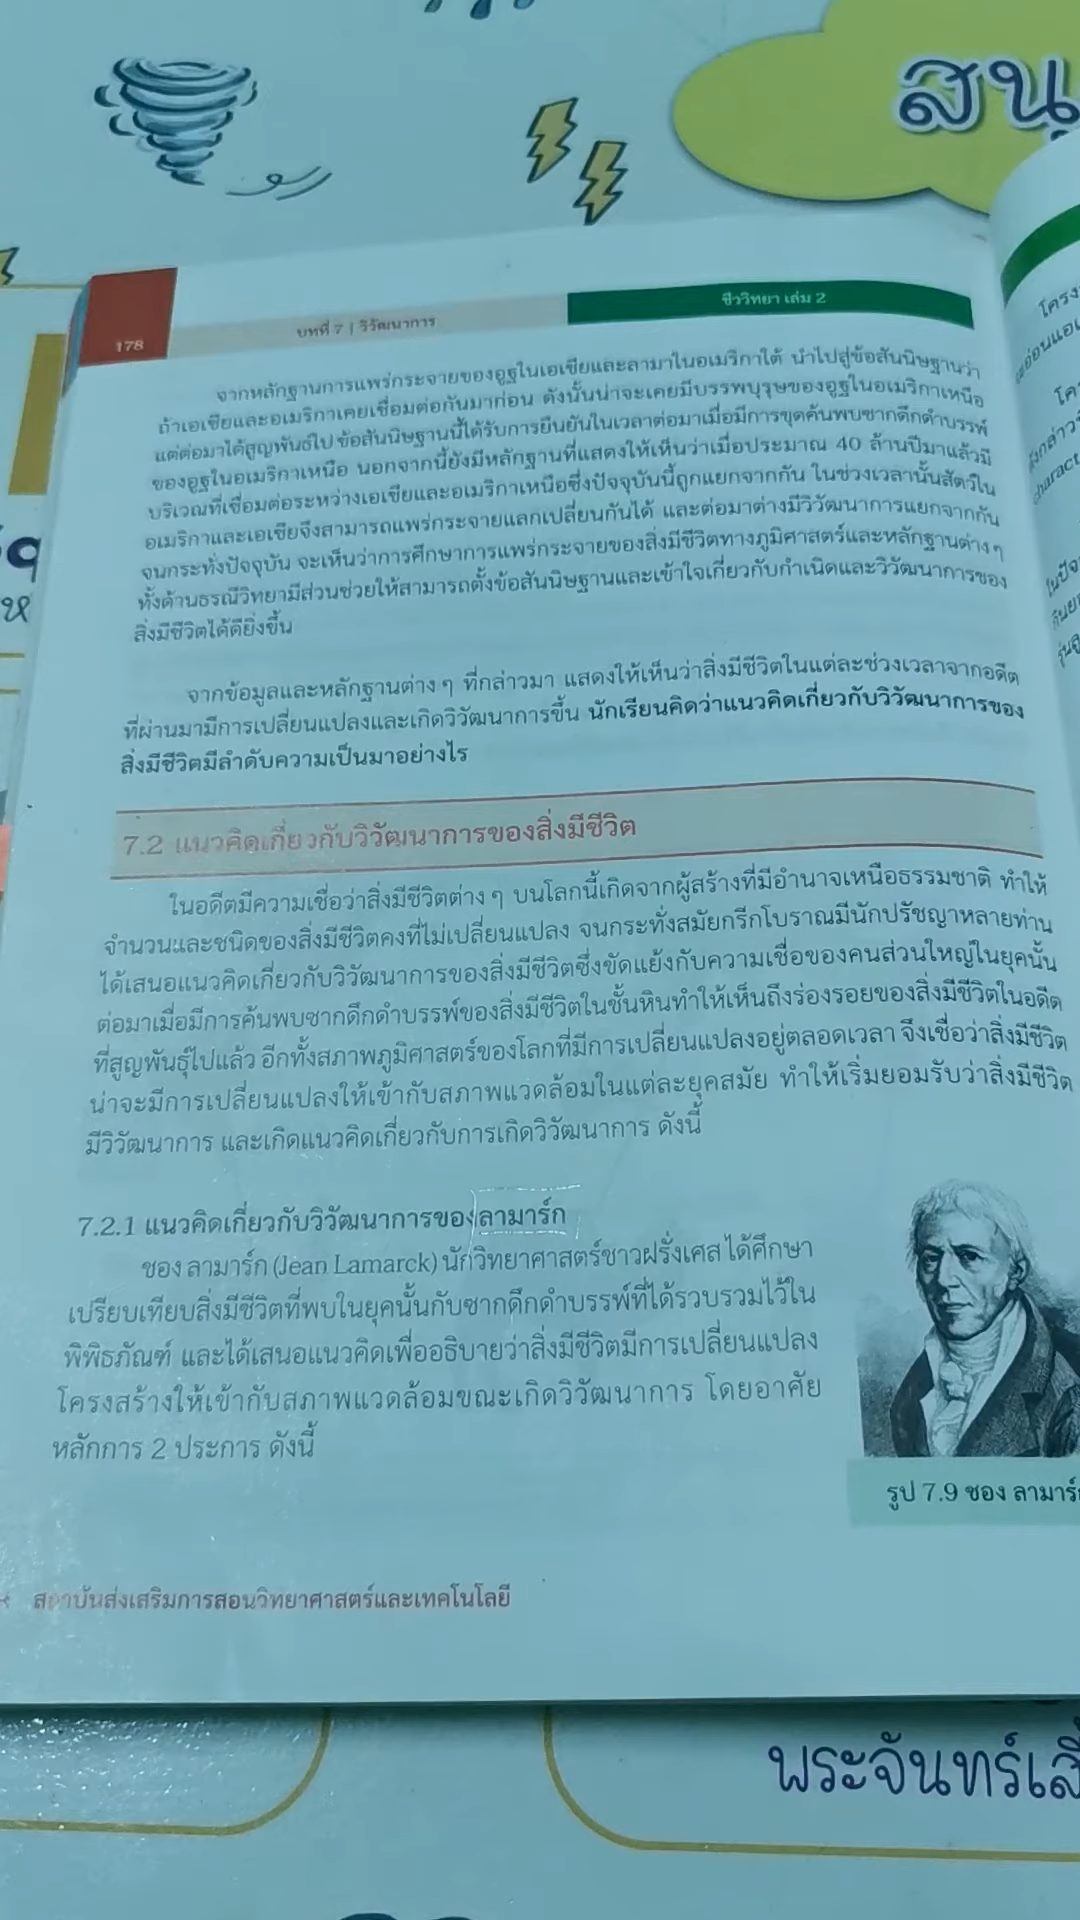 สนุ
178
บทที่ 7 | วิวัฒนาการ
ชีววิทยา เล่ม 2
จากหลักฐานการแพร่กระจายของอูฐในเอเชียและลามาในอเมริกาใต้ นำไปสู่ข้อสันนิษฐานว่า
ถ้าเอเชียและอเมริกาเคยเชื่อมต่อกันมาก่อน ดังนั้นน่าจะเคยมีบรรพบุรุษของอูฐในอเมริกาเหนือ
แต่ต่อมาได้สูญพันธุ์ไป ข้อสันนิษฐานนี้ได้รับการยืนยันในเวลาต่อมาเมื่อมีการขุดค้นพบซากดึกดำบรรพ์
ของอูฐในอเมริกาเหนือ นอกจากนี้ยังมีหลักฐานที่แสดงให้เห็นว่าเมื่อประมาณ 40 ล้านปีมาแล้วมี
บริเวณที่เชื่อมต่อระหว่างเอเชียและอเมริกาเหนือซึ่งปัจจุบันนี้ถูกแยกจากกัน ในช่วงเวลานั้นสัตว์ใน
อเมริกาและเอเชียจึงสามารถแพร่กระจายแลกเปลี่ยนกันได้ และต่อมาต่างมีวิวัฒนาการแยกจากกัน
จนกระทั่งปัจจุบัน จะเห็นว่าการศึกษาการแพร่กระจายของสิ่งมีชีวิตทางภูมิศาสตร์และหลักฐานต่าง ๆ
ทั้งด้านธรณีวิทยามีส่วนช่วยให้สามารถตั้งข้อสันนิษฐานและเข้าใจเกี่ยวกับกำเนิดและวิวัฒนาการของ
สิ่งมีชีวิตได้ดียิ่งขึ้น
จากข้อมูลและหลักฐานต่าง ๆ ที่กล่าวมา แสดงให้เห็นว่าสิ่งมีชีวิตในแต่ละช่วงเวลาจากอดีต
ที่ผ่านมามีการเปลี่ยนแปลงและเกิดวิวัฒนาการขึ้น นักเรียนคิดว่าแนวคิดเกี่ยวกับวิวัฒนาการของ
สิ่งมีชีวิตมีลำดับความเป็นมาอย่างไร
7.2 แนวคิดเกี่ยวกับวิวัฒนาการของสิ่งมีชีวิต
ในอดีตมีความเชื่อว่าสิ่งมีชีวิตต่าง ๆ บนโลกนี้เกิดจากผู้สร้างที่มีอำนาจเหนือธรรมชาติ ทำให้
จำนวนและชนิดของสิ่งมีชีวิตคงที่ไม่เปลี่ยนแปลง จนกระทั่งสมัยกรีกโบราณมีนักปรัชญาหลายท่าน
ได้เสนอแนวคิดเกี่ยวกับวิวัฒนาการของสิ่งมีชีวิตซึ่งขัดแย้งกับความเชื่อของคนส่วนใหญ่ในยุคนั้น
ต่อมาเมื่อมีการค้นพบซากดึกดำบรรพ์ของสิ่งมีชีวิตในชั้นหินทำให้เห็นถึงร่องรอยของสิ่งมีชีวิตในอดีต
ที่สูญพันธุ์ไปแล้ว อีกทั้งสภาพภูมิศาสตร์ของโลกที่มีการเปลี่ยนแปลงอยู่ตลอดเวลา จึงเชื่อว่าสิ่งมีชีวิต
น่าจะมีการเปลี่ยนแปลงให้เข้ากับสภาพแวดล้อมในแต่ละยุคสมัย ทำให้เริ่มยอมรับว่าสิ่งมีชีวิต
มีวิวัฒนาการ และเกิดแนวคิดเกี่ยวกับการเกิดวิวัฒนาการ ดังนี้
7.2.1 แนวคิดเกี่ยวกับวิวัฒนาการของลามาร์ก
ชอง ลามาร์ก (Jean Lamarck) นักวิทยาศาสตร์ชาวฝรั่งเศส ได้ศึกษา
เปรียบเทียบสิ่งมีชีวิตที่พบในยุคนั้นกับซากดึกดำบรรพ์ที่ได้รวบรวมไว้ใน
พิพิธภัณฑ์ และได้เสนอแนวคิดเพื่ออธิบายว่าสิ่งมีชีวิตมีการเปลี่ยนแปลง
โครงสร้างให้เข้ากับสภาพแวดล้อมขณะเกิดวิวัฒนาการ โดยอาศัย
หลักการ 2 ประการ ดังนี้
รูป 7.9 ชอง ลามาร์ก
สถาบันส่งเสริมการสอนวิทยาศาสตร์และเทคโนโลยี
พระจันทร์เสี้